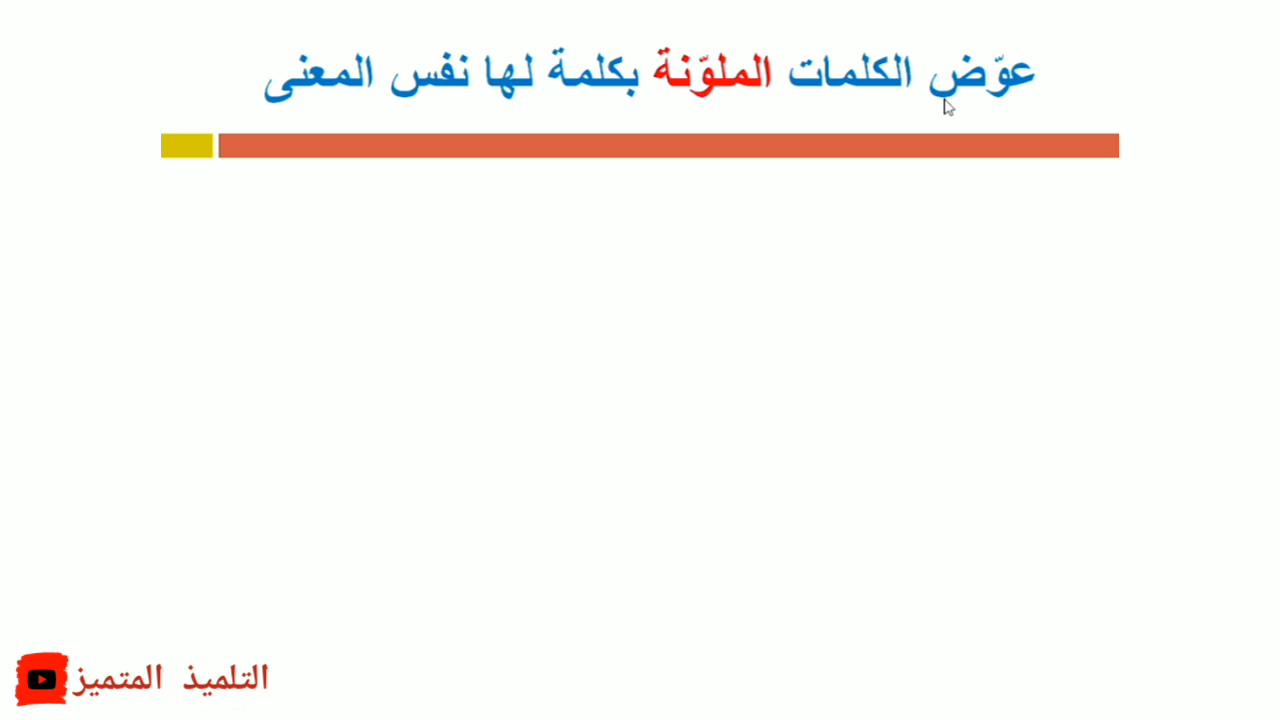 عوّضِ الكلمات الملوّنة بكلمة لها نفس المعنى
التلميذ المتميز